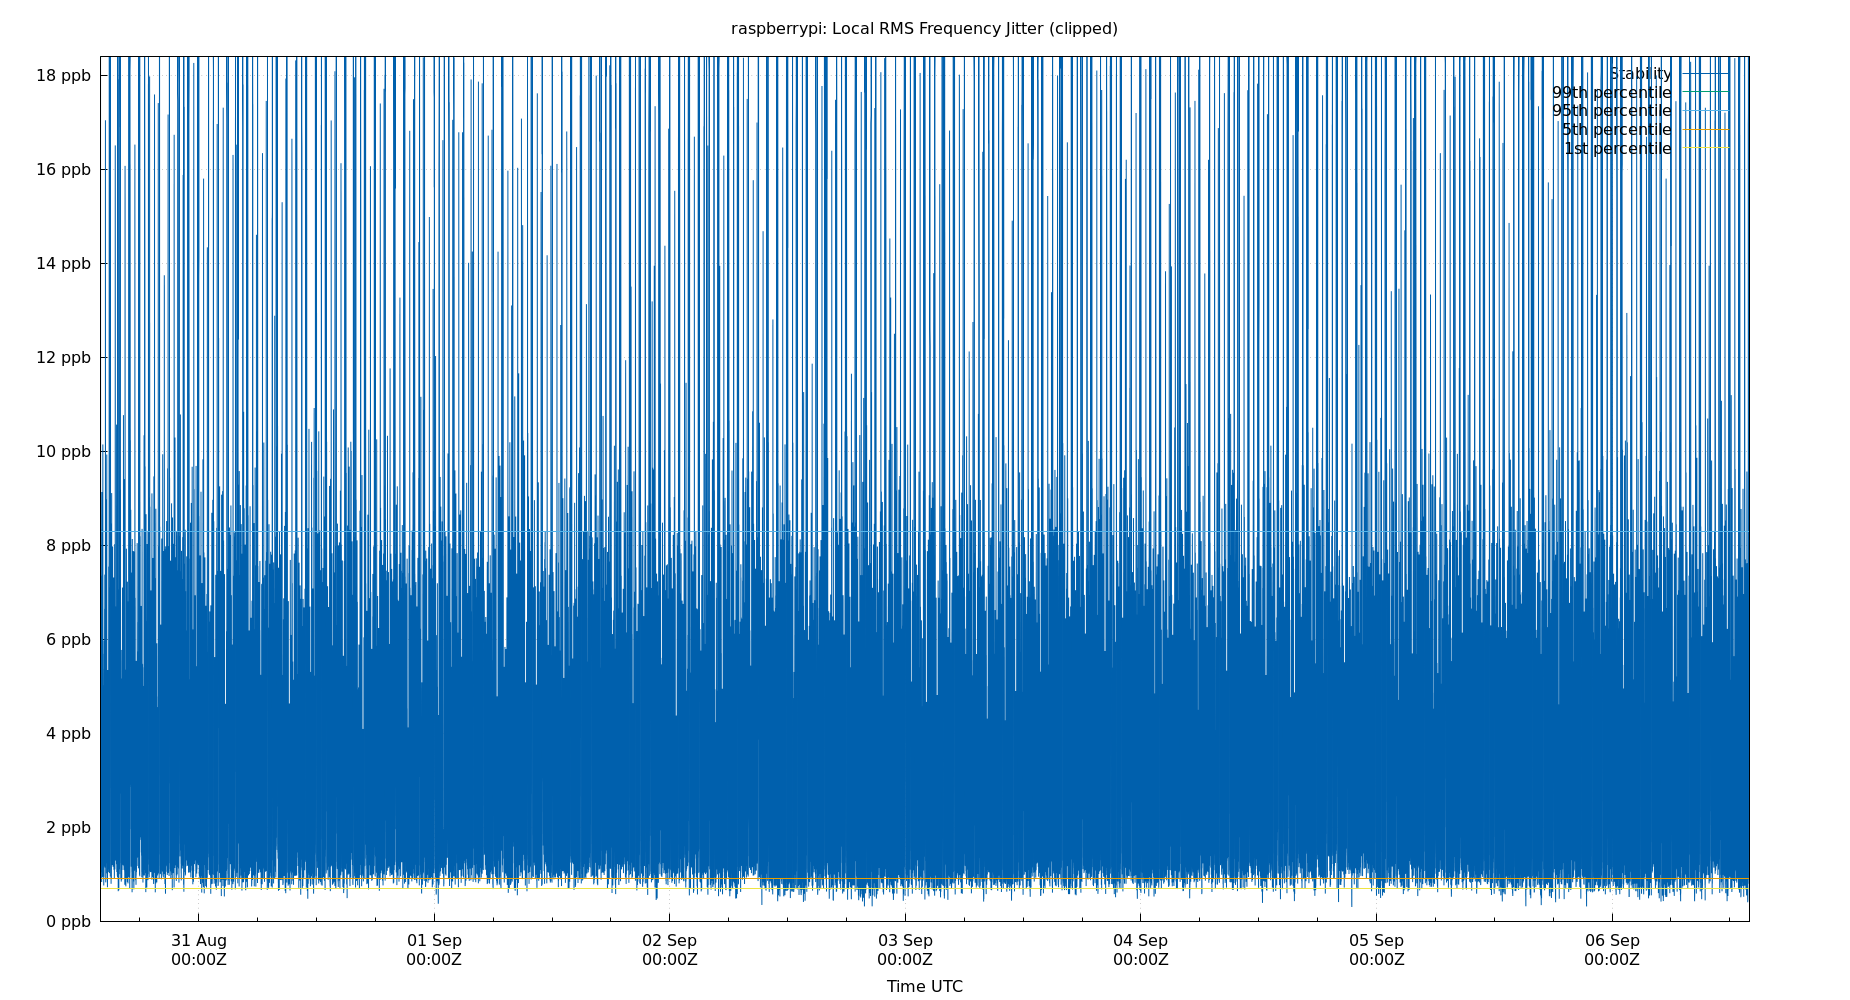 raspberrypi: Local RMS Frequency Jitter (clipped)
18 ppb
16 ppb
14 ppb
12 ppb
10 ppb
8 ppb
6 ppb
4 ppb
2 ppb
0 ppb
Stability
99th percentile
95th percentile
5th percentile
1st percentile
31 Aug
00:00Z
01 Sep
00:00Z
02 Sep
00:00Z
03 Sep
00:00Z
04 Sep
00:00Z
05 Sep
00:00Z
06 Sep
00:00Z
Time UTC